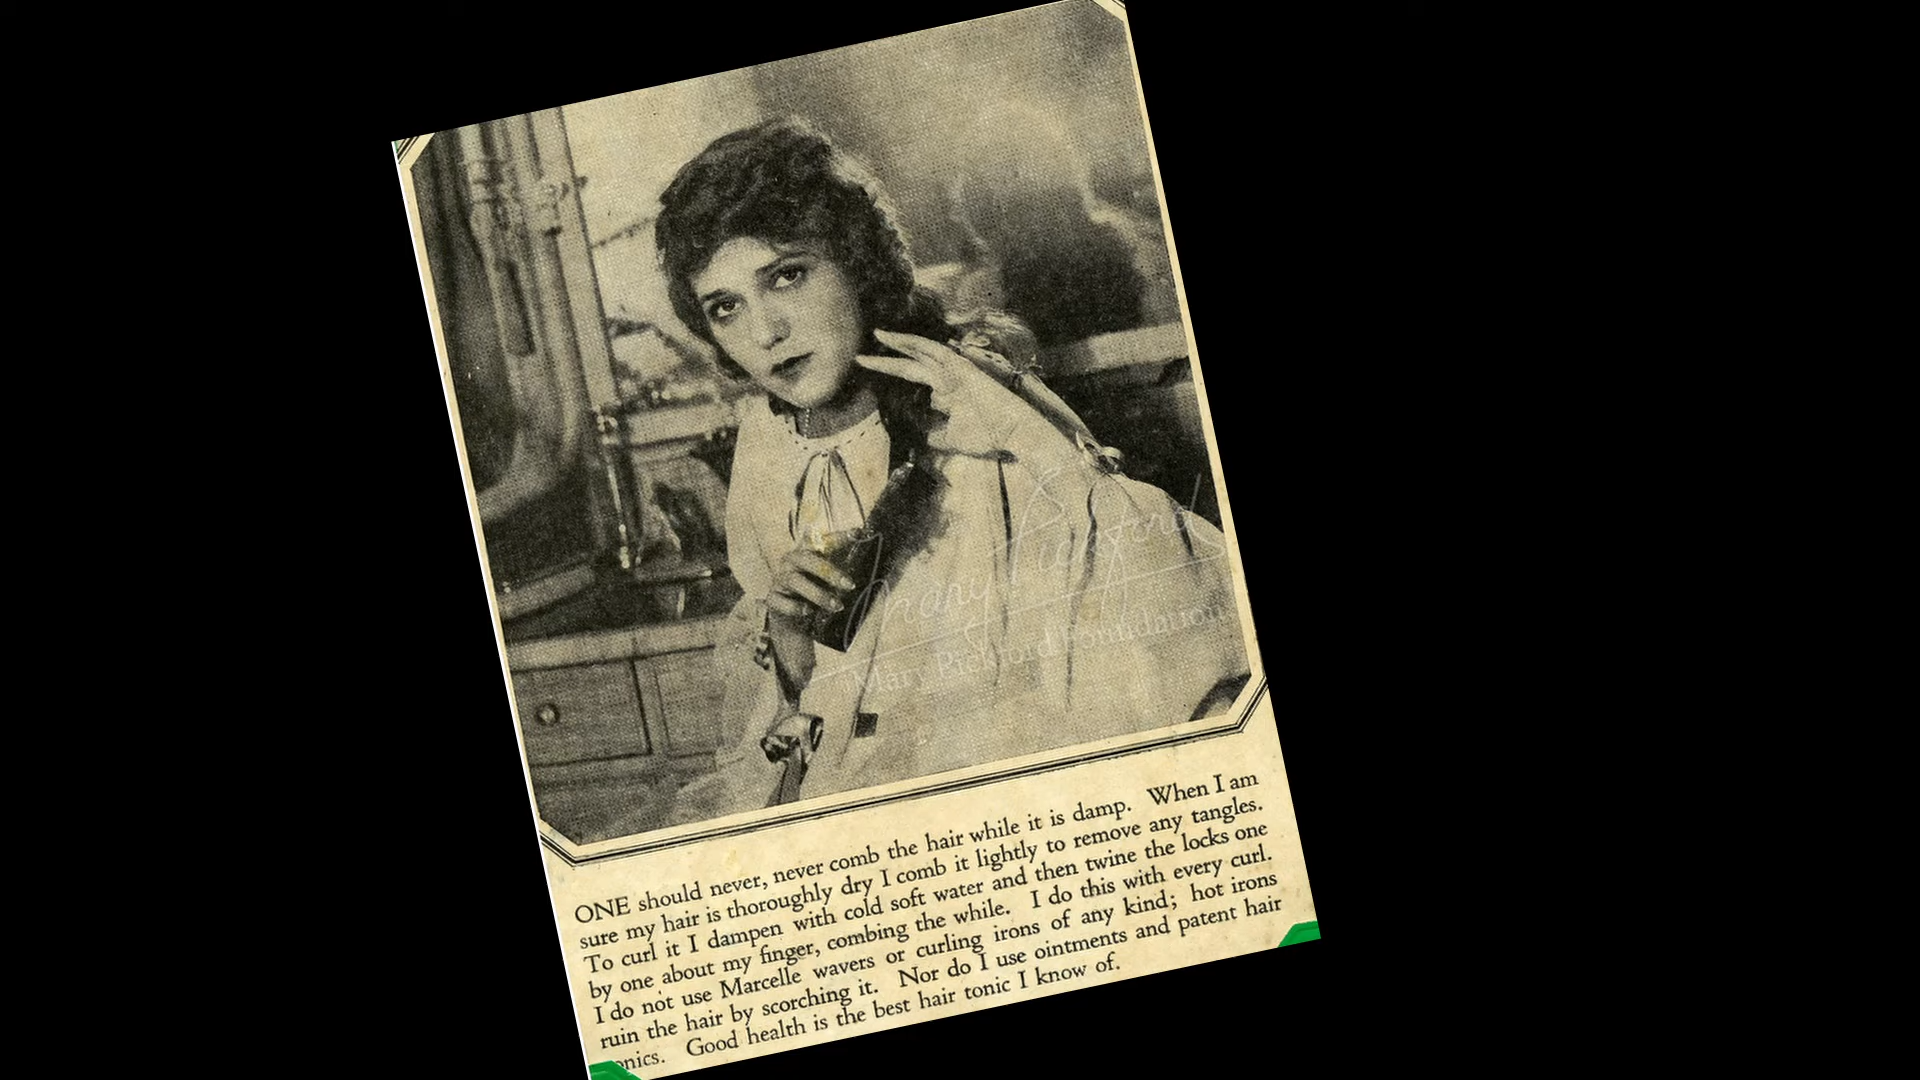 Mary Pickford
Mary Pickford Foundation
ONE should never, never comb the hair while it is damp. When I am
sure my hair is thoroughly dry I comb it lightly to remove any tangles.
To curl it I dampen with cold soft water and then twine the locks one
by one about my finger, combing the while. I do this with every curl.
I do not use Marcelle wavers or curling irons of any kind; hot irons
ruin the hair by scorching it. Nor do I use ointments and patent hair
onics. Good health is the best hair tonic I know of.